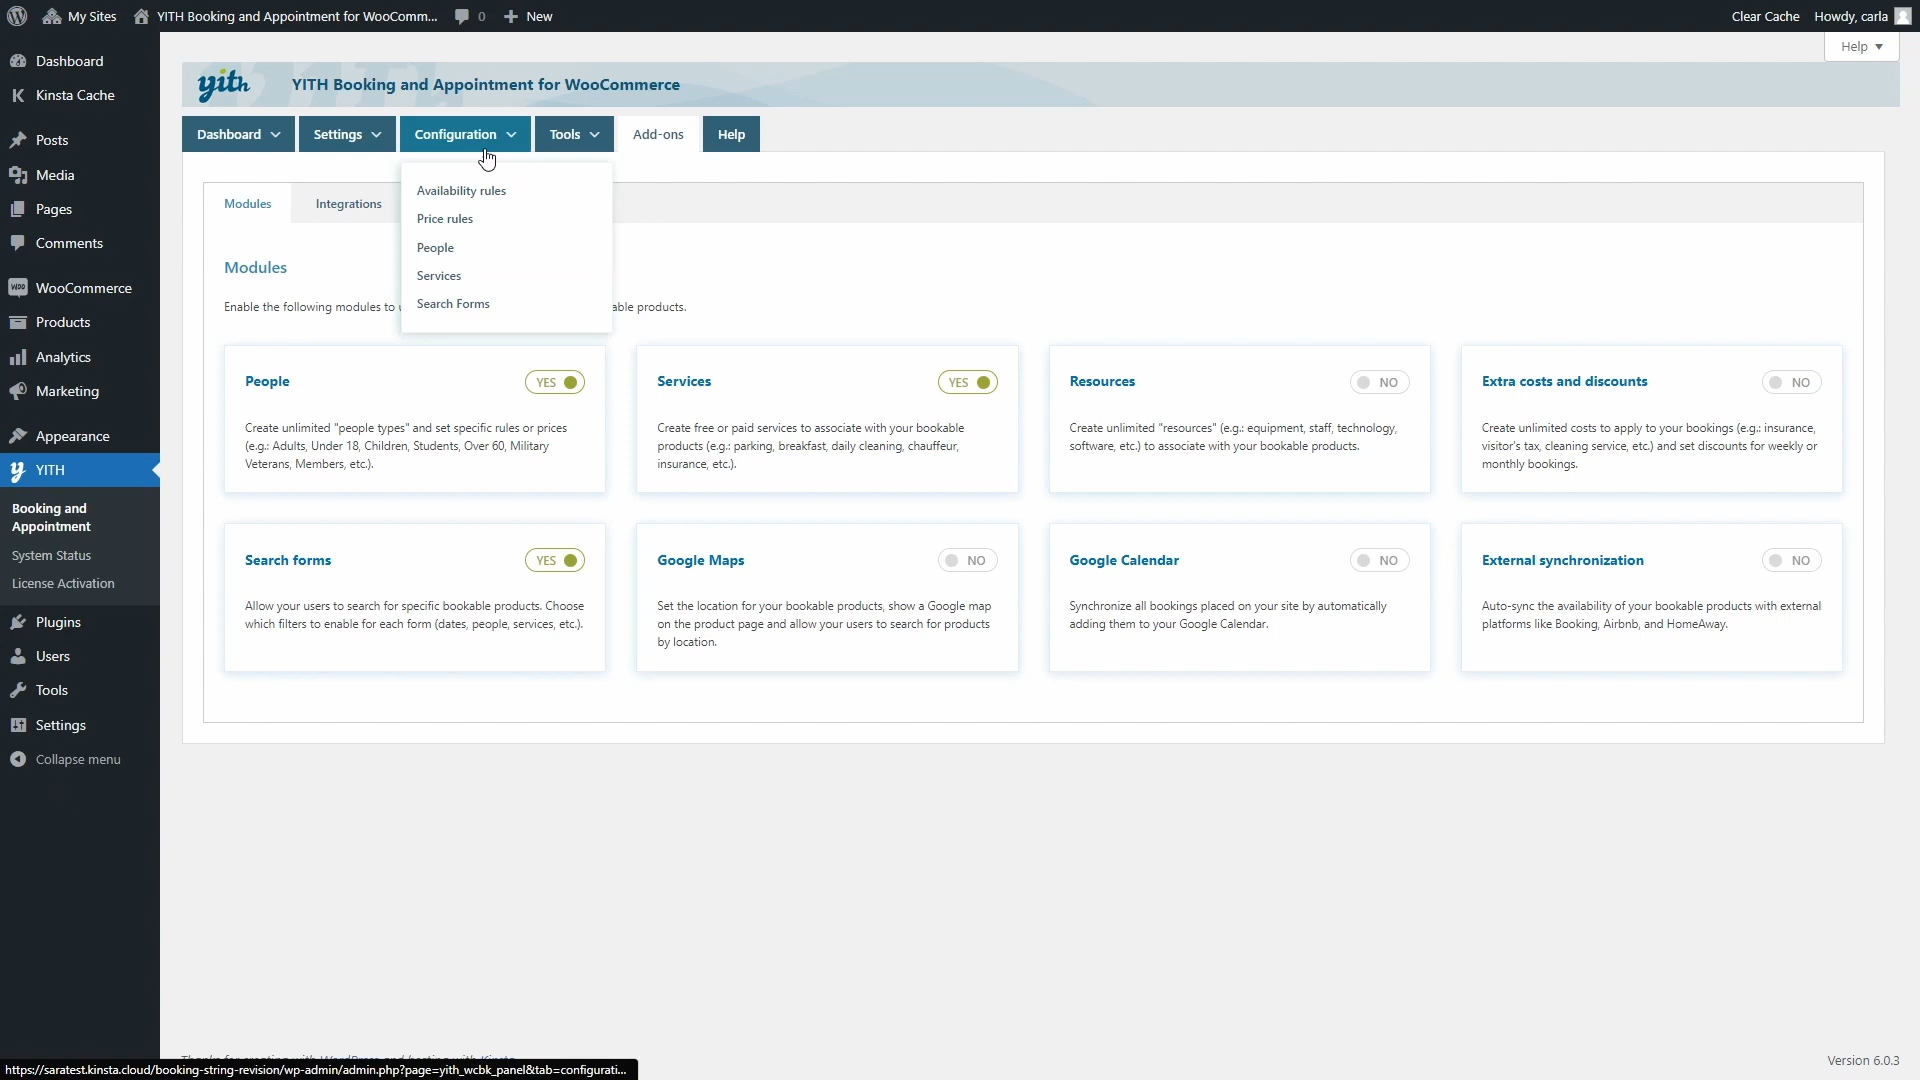 My Sites
YITH Booking and Appointment for WooComm...
0
New
Clear Cache
Howdy, carla
Help
Dashboard
Kinsta Cache
Posts
Media
Pages
Comments
WooCommerce
Products
Analytics
Marketing
Appearance
YITH
Booking and
Appointment
System Status
License Activation
Plugins
Users
Tools
Settings
Collapse menu
yith
YITH Booking and Appointment for WooCommerce
Dashboard
Settings
Configuration
Tools
Add-ons
Help
Availability rules
Price rules
People
Services
Search Forms
Modules
Integrations
Modules
Enable the following modules to
able products.
People
YES
Create unlimited "people types" and set specific rules or prices
(e.g.: Adults, Under 18, Children, Students, Over 60, Military
Veterans, Members, etc.).
Services
YES
Create free or paid services to associate with your bookable
products (e.g.: parking, breakfast, daily cleaning, chauffeur,
insurance, etc.).
Resources
NO
Create unlimited "resources" (e.g.: equipment, staff, technology,
software, etc.) to associate with your bookable products.
Extra costs and discounts
NO
Create unlimited costs to apply to your bookings (e.g.: insurance,
visitor's tax, cleaning service, etc.) and set discounts for weekly or
monthly bookings.
Search forms
YES
Allow your users to search for specific bookable products. Choose
which filters to enable for each form (dates, people, services, etc.).
Google Maps
NO
Set the location for your bookable products, show a Google map
on the product page and allow your users to search for products
by location.
Google Calendar
NO
Synchronize all bookings placed on your site by automatically
adding them to your Google Calendar.
External synchronization
NO
Auto-sync the availability of your bookable products with external
platforms like Booking, Airbnb, and HomeAway.
Version 6.0.3
https://saratest.kinsta.cloud/booking-string-revision/wp-admin/admin.php?page=yith_wcbk_panel&tab=configurati...